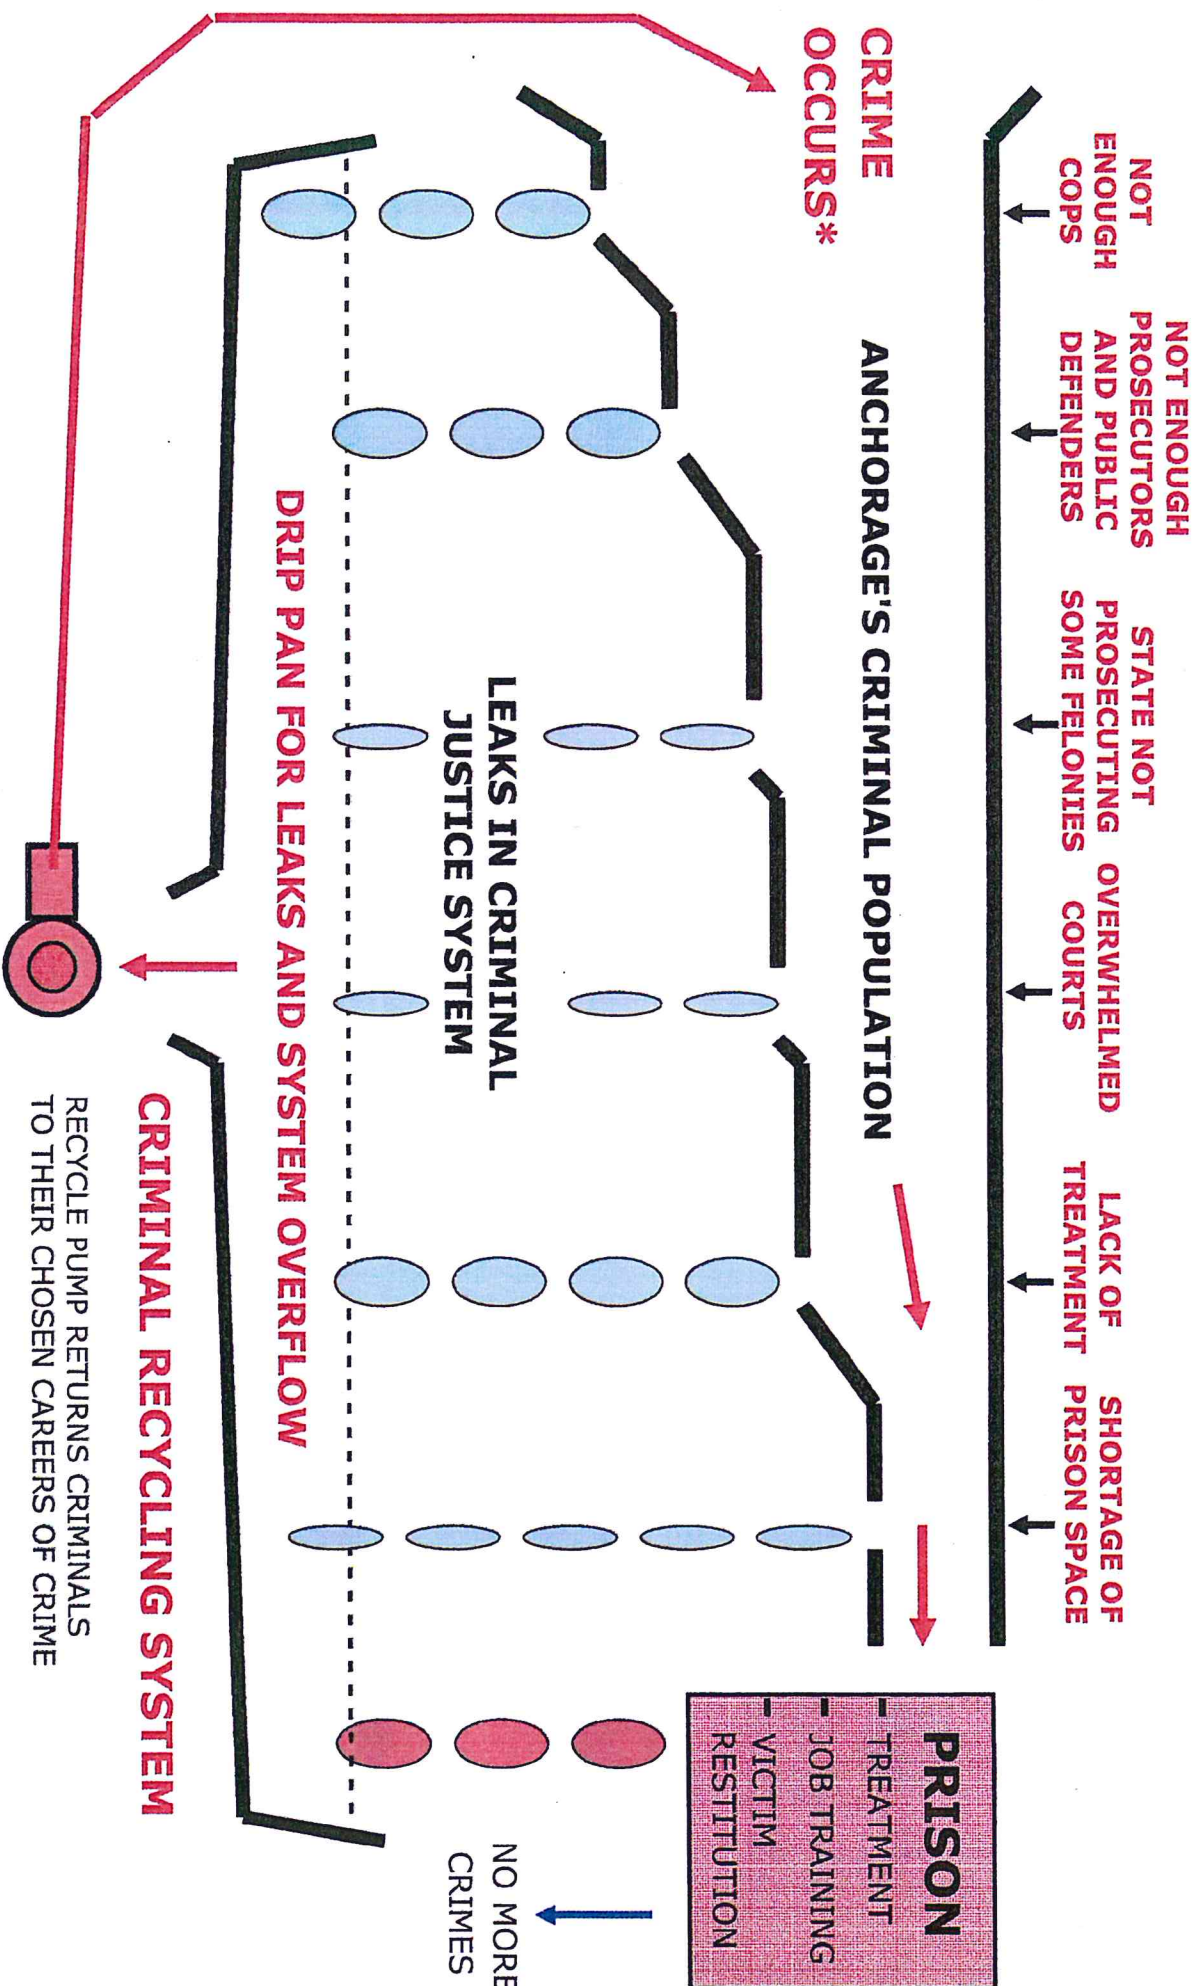 NOT
ENOUGH
COPS
NOT ENOUGH
PROSECUTORS
AND PUBLIC
DEFENDERS
STATE NOT
PROSECUTING
SOME FELONIES
OVERWHELMED
COURTS
LACK OF
TREATMENT
SHORTAGE OF
PRISON SPACE
CRIME
OCCURS*
ANCHORAGE'S CRIMINAL POPULATION
PRISON
- TREATMENT
- JOB TRAINING
- VICTIM
RESTITUTION
LEAKS IN CRIMINAL
JUSTICE SYSTEM
NO MORE
CRIMES
DRIP PAN FOR LEAKS AND SYSTEM OVERFLOW
CRIMINAL RECYCLING SYSTEM
RECYCLE PUMP RETURNS CRIMINALS
TO THEIR CHOSEN CAREERS OF CRIME